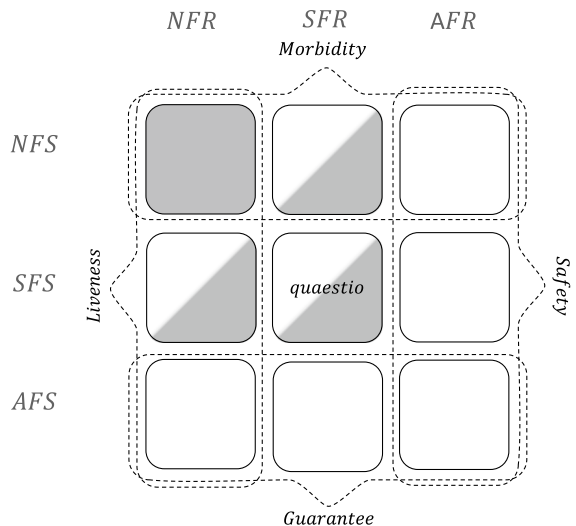 NFR SFR AFR
Morbidity
NFS
Liveness
SFS
quaestio
Safety
AFS
Guarantee